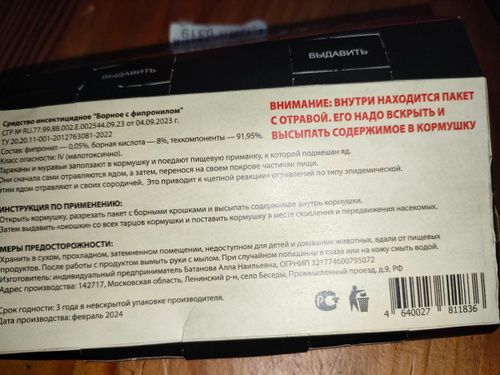 9319
ВЫДАВИТЬ
ВЫДАВИТЬ
Средство инсектицидное "Борное с фипронилом"
СГР № RU.77.99.88.002.E.002544.09.23 от 04.09.2023 г.
ТУ 20.20.11-001-2012763081-2022
Состав: фипронил — 0,05%, борная кислота — 8%, техкомпоненты — 91,95%.
Класс опасности: IV (малотоксично).
Тараканы и муравьи заползают в кормушку и поедают пищевую приманку, к которой подмешан яд.
Они сначала сами отравляются ядом, а затем, перенося на своем покрове частички пищи,
этим ядом отравляют и своих сородичей. Это приводит к «цепной реакции» отравлений по типу эпидемической.
ВНИМАНИЕ: ВНУТРИ НАХОДИТСЯ ПАКЕТ
С ОТРАВОЙ. ЕГО НАДО ВСКРЫТЬ И
ВЫСЫПАТЬ СОДЕРЖИМОЕ В КОРМУШКУ
ИНСТРУКЦИЯ ПО ПРИМЕНЕНИЮ:
Открыть кормушку, разрезать пакет с борными крошками и высыпать содержимое внутрь кормушки.
Затем выдавить «окошки» со всех торцов кормушки и поставить кормушку в месте скопления и передвижения насекомых.
МЕРЫ ПРЕДОСТОРОЖНОСТИ:
Хранить в сухом, прохладном, затемненном помещении, недоступном для детей и домашних животных, вдали от пищевых
продуктов. После работы с продуктом вымыть руки с мылом. При случайном попадании в глаза или на кожу смыть водой.
Изготовитель: индивидуальный предприниматель Батанова Алла Наильевна, ОГРНИП 321774600795072
Адрес производителя: 142717, Московская область, Ленинский р-н, село Беседы, Промышленный проезд, д.9, РФ
Срок годности: 3 года в невскрытой упаковке производителя.
Дата производства: февраль 2024
4 640027 811836